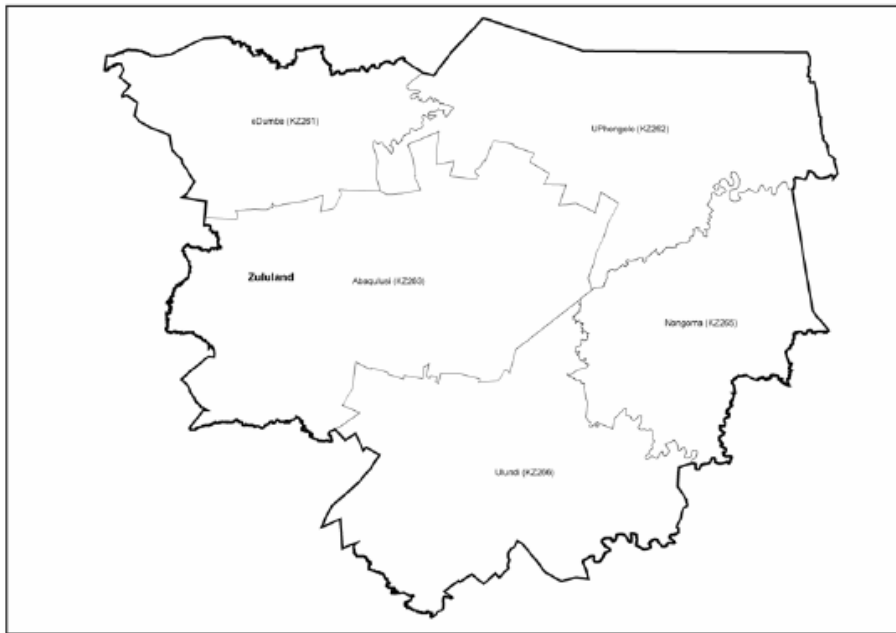 eDumbe (KZ261)
UPhongolo (KZ262)
Zululand
Abaqulusi (KZ263)
Nongoma (KZ265)
Ulundi (KZ266)